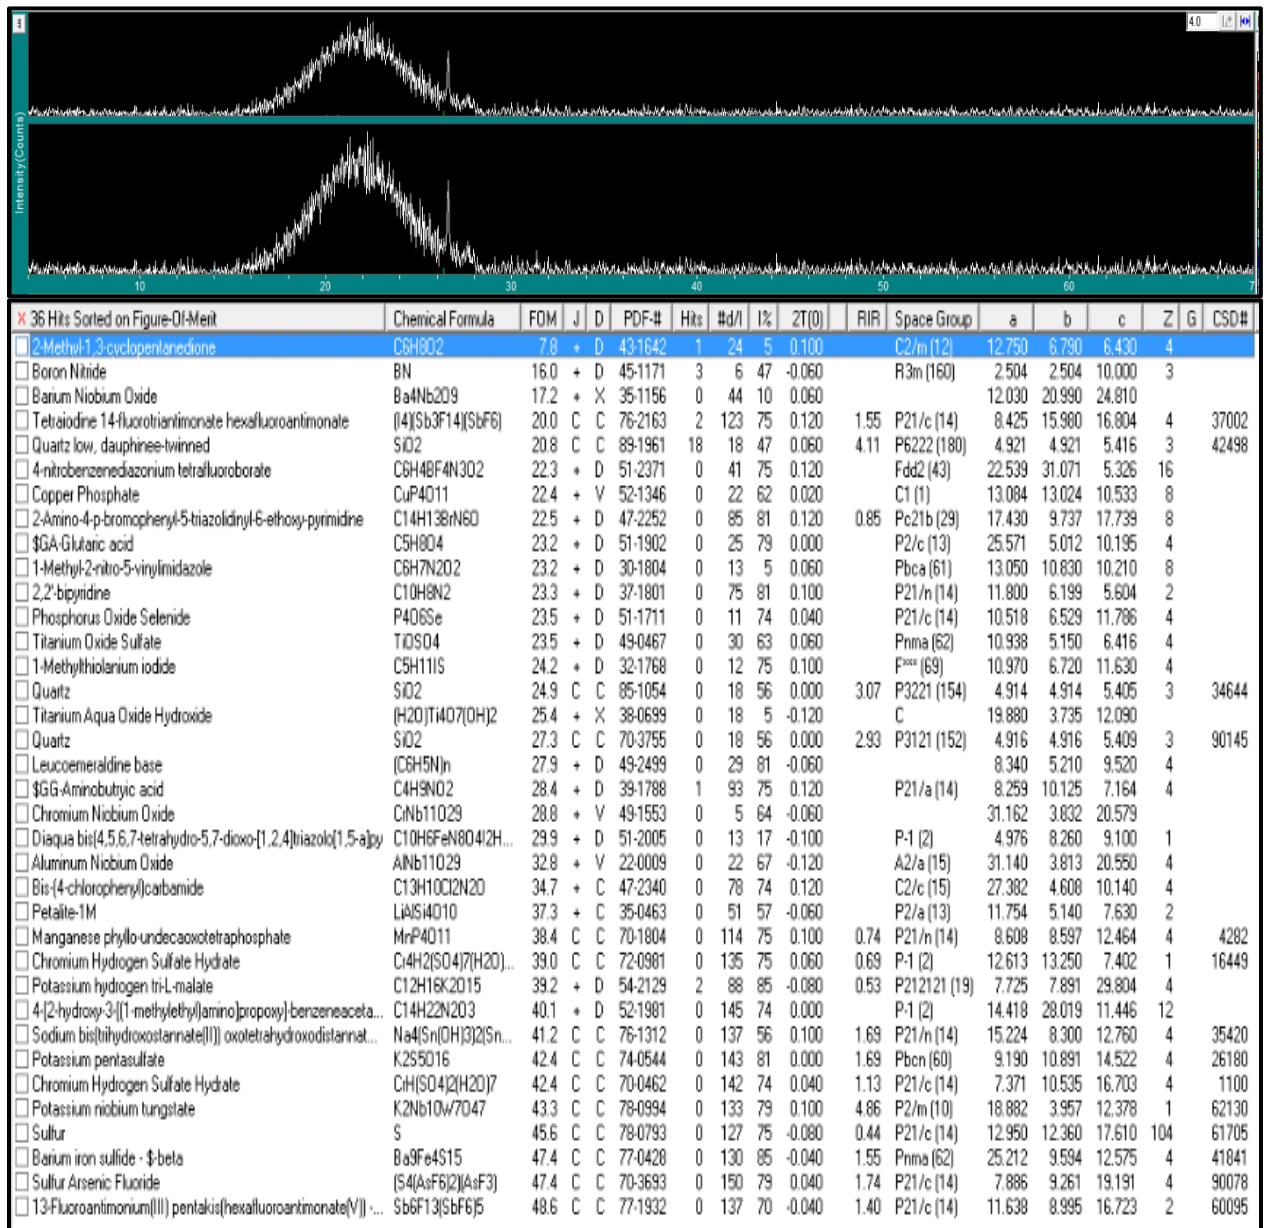 4.0
Intensity(Counts)
10 20 30 40 50 60 7
× 36 Hits Sorted on Figure-Of-Merit Chemical Formula FOM J D PDF-# Hits #d/I I% 2T(0) RIR Space Group a b c Z G CSD#
2-Methyl-1,3-cyclopentanedione C6H8O2 7.8 + D 43-1642 1 24 5 0.100 C2/m (12) 12.750 6.790 6.430 4
Boron Nitride BN 16.0 + D 45-1171 3 6 47 -0.060 R3m (160) 2.504 2.504 10.000 3
Barium Niobium Oxide Ba4Nb2O9 17.2 + X 35-1156 0 44 10 0.060 12.030 20.990 24.810
Tetraiodine 14-fluorotriantimonate hexafluoroantimonate (I4)(Sb3F14)(SbF6) 20.0 C C 76-2163 2 123 75 0.120 1.55 P21/c (14) 8.425 15.980 16.804 4 37002
Quartz low, dauphinee-twinned SiO2 20.8 C C 89-1961 18 18 47 0.060 4.11 P6222 (180) 4.921 4.921 5.416 3 42498
4-nitrobenzenediazonium tetrafluoroborate C6H4BF4N3O2 22.3 + D 51-2371 0 41 75 0.120 Fdd2 (43) 22.539 31.071 5.326 16
Copper Phosphate CuP4O11 22.4 + V 52-1346 0 22 62 0.020 C1 (1) 13.084 13.024 10.533 8
2-Amino-4-p-bromophenyl-5-triazolidinyl-6-ethoxy-pyrimidine C14H13BrN6O 22.5 + D 47-2252 0 85 81 0.120 0.85 Pc21b (29) 17.430 9.737 17.739 8
$GA-Glutaric acid C5H8O4 23.2 + D 51-1902 0 25 79 0.000 P2/c (13) 25.571 5.012 10.195 4
1-Methyl-2-nitro-5-vinylimidazole C6H7N2O2 23.2 + D 30-1804 0 13 5 0.060 Pbca (61) 13.050 10.830 10.210 8
2,2'-bipyridine C10H8N2 23.3 + D 37-1801 0 75 81 0.100 P21/n (14) 11.800 6.199 5.604 2
Phosphorus Oxide Selenide P4O6Se 23.5 + D 51-1711 0 11 74 0.040 P21/c (14) 10.518 6.529 11.786 4
Titanium Oxide Sulfate TiOSO4 23.5 + D 49-0467 0 30 63 0.060 Pnma (62) 10.938 5.150 6.416 4
1-Methylthiolanium iodide C5H11IS 24.2 + D 32-1768 0 12 75 0.100 F*** (69) 10.970 6.720 11.630 4
Quartz SiO2 24.9 C C 85-1054 0 18 56 0.000 3.07 P3221 (154) 4.914 4.914 5.405 3 34644
Titanium Aqua Oxide Hydroxide (H2O)Ti4O7(OH)2 25.4 + X 38-0699 0 18 5 -0.120 C 19.880 3.735 12.090
Quartz SiO2 27.3 C C 70-3755 0 18 56 0.000 2.93 P3121 (152) 4.916 4.916 5.409 3 90145
Leucoemeraldine base (C6H5N)n 27.9 + D 49-2499 0 29 81 -0.060 8.340 5.210 9.520 4
$GG-Aminobutryic acid C4H9NO2 28.4 + D 39-1788 1 93 75 0.120 P21/a (14) 8.259 10.125 7.164 4
Chromium Niobium Oxide CrNb11O29 28.8 + V 49-1553 0 5 64 -0.060 31.162 3.832 20.579
Diaqua bis(4,5,6,7-tetrahydro-5,7-dioxo-[1,2,4]triazolo[1,5-a]py C10H6FeN8O4I2H... 29.9 + D 51-2005 0 13 17 -0.100 P-1 (2) 4.976 8.260 9.100 1
Aluminum Niobium Oxide AlNb11O29 32.8 + V 22-0009 0 22 67 -0.120 A2/a (15) 31.140 3.813 20.550 4
Bis-(4-chlorophenyl)carbamide C13H10Cl2N2O 34.7 + C 47-2340 0 78 74 0.120 C2/c (15) 27.382 4.608 10.140 4
Petalite-1M LiAlSi4O10 37.3 + C 35-0463 0 51 57 -0.060 P2/a (13) 11.754 5.140 7.630 2
Manganese phyllo-undecaoxotetraphosphate MnP4O11 38.4 C C 70-1804 0 114 75 0.100 0.74 P21/n (14) 8.608 8.597 12.464 4 4282
Chromium Hydrogen Sulfate Hydrate Cr4H2(SO4)7(H2O)... 39.0 C C 72-0981 0 135 75 0.060 0.69 P-1 (2) 12.613 13.250 7.402 1 16449
Potassium hydrogen tri-L-malate C12H16K2O15 39.2 + D 54-2129 2 88 85 -0.080 0.53 P212121 (19) 7.725 7.891 29.804 4
4-[2-hydroxy-3-[(1-methylethyl)amino]propoxy]-benzeneaceta... C14H22N2O3 40.1 + D 52-1981 0 145 74 0.000 P-1 (2) 14.418 28.019 11.446 12
Sodium bis(trihydroxostannate(II)) oxotetrahydroxodistannat... Na4(Sn(OH)3)2(Sn... 41.2 C C 76-1312 0 137 56 0.100 1.69 P21/n (14) 15.224 8.300 12.760 4 35420
Potassium pentasulfate K2S5O16 42.4 C C 74-0544 0 143 81 0.000 1.69 Pbcn (60) 9.190 10.891 14.522 4 26180
Chromium Hydrogen Sulfate Hydrate CrH(SO4)2(H2O)7 42.4 C C 70-0462 0 142 74 0.040 1.13 P21/c (14) 7.371 10.535 16.703 4 1100
Potassium niobium tungstate K2Nb10W7O47 43.3 C C 78-0994 0 133 79 0.100 4.86 P2/m (10) 18.882 3.957 12.378 1 62130
Sulfur S 45.6 C C 78-0793 0 127 75 -0.080 0.44 P21/c (14) 12.950 12.360 17.610 104 61705
Barium iron sulfide - $-beta Ba9Fe4S15 47.4 C C 77-0428 0 130 85 -0.040 1.55 Pnma (62) 25.212 9.594 12.575 4 41841
Sulfur Arsenic Fluoride (S4(AsF6)2)(AsF3) 47.4 C C 70-3693 0 150 79 0.040 1.74 P21/c (14) 7.886 9.261 19.191 4 90078
13-Fluoroantimonium(III) pentakis(hexafluoroantimonate(V)) -... Sb6F13(SbF6)5 48.6 C C 77-1932 0 137 70 -0.040 1.40 P21/c (14) 11.638 8.995 16.723 2 60095